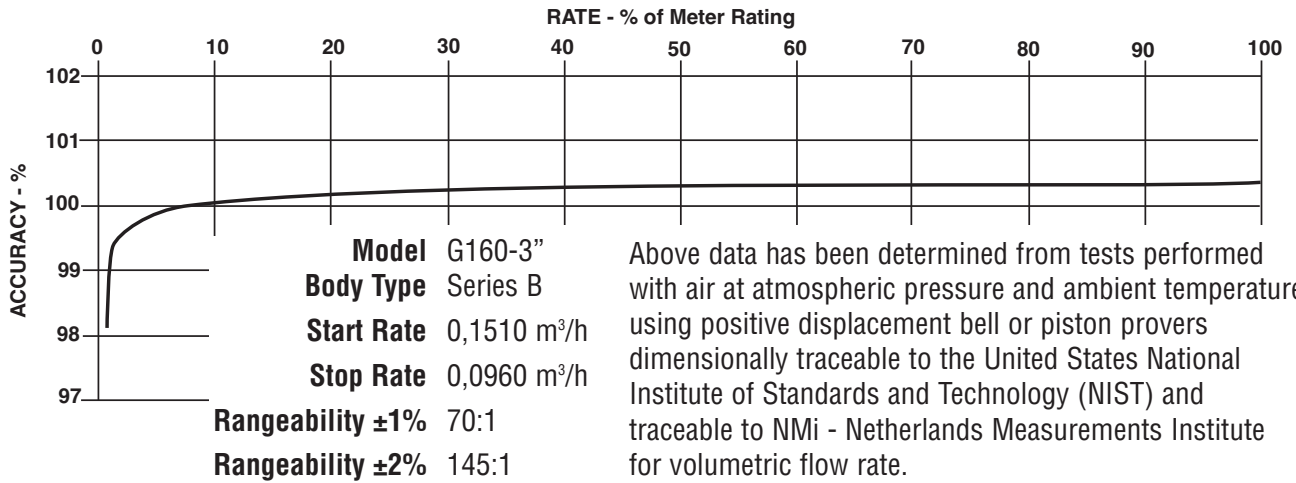 RATE - % of Meter Rating
0 10 20 30 40 50 60 70 80 90 100
102
101
100
99
98
97
ACCURACY - %
Model G160-3”
Body Type Series B
Start Rate 0,1510 m³/h
Stop Rate 0,0960 m³/h
Rangeability ±1% 70:1
Rangeability ±2% 145:1
Above data has been determined from tests performed
with air at atmospheric pressure and ambient temperature
using positive displacement bell or piston provers
dimensionally traceable to the United States National
Institute of Standards and Technology (NIST) and
traceable to NMi - Netherlands Measurements Institute
for volumetric flow rate.